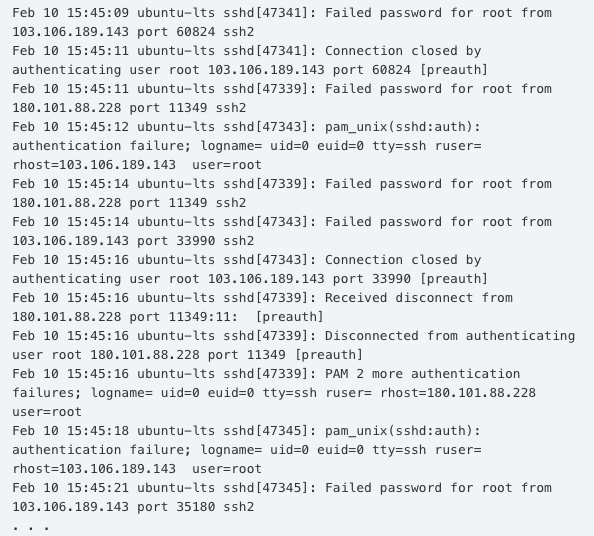 Feb 10 15:45:09 ubuntu-lts sshd[47341]: Failed password for root from
103.106.189.143 port 60824 ssh2
Feb 10 15:45:11 ubuntu-lts sshd[47341]: Connection closed by
authenticating user root 103.106.189.143 port 60824 [preauth]
Feb 10 15:45:11 ubuntu-lts sshd[47339]: Failed password for root from
180.101.88.228 port 11349 ssh2
Feb 10 15:45:12 ubuntu-lts sshd[47343]: pam_unix(sshd:auth):
authentication failure; logname= uid=0 euid=0 tty=ssh ruser=
rhost=103.106.189.143  user=root
Feb 10 15:45:14 ubuntu-lts sshd[47339]: Failed password for root from
180.101.88.228 port 11349 ssh2
Feb 10 15:45:14 ubuntu-lts sshd[47343]: Failed password for root from
103.106.189.143 port 33990 ssh2
Feb 10 15:45:16 ubuntu-lts sshd[47343]: Connection closed by
authenticating user root 103.106.189.143 port 33990 [preauth]
Feb 10 15:45:16 ubuntu-lts sshd[47339]: Received disconnect from
180.101.88.228 port 11349:11:  [preauth]
Feb 10 15:45:16 ubuntu-lts sshd[47339]: Disconnected from authenticating
user root 180.101.88.228 port 11349 [preauth]
Feb 10 15:45:16 ubuntu-lts sshd[47339]: PAM 2 more authentication
failures; logname= uid=0 euid=0 tty=ssh ruser= rhost=180.101.88.228
user=root
Feb 10 15:45:18 ubuntu-lts sshd[47345]: pam_unix(sshd:auth):
authentication failure; logname= uid=0 euid=0 tty=ssh ruser=
rhost=103.106.189.143  user=root
Feb 10 15:45:21 ubuntu-lts sshd[47345]: Failed password for root from
103.106.189.143 port 35180 ssh2
. . .